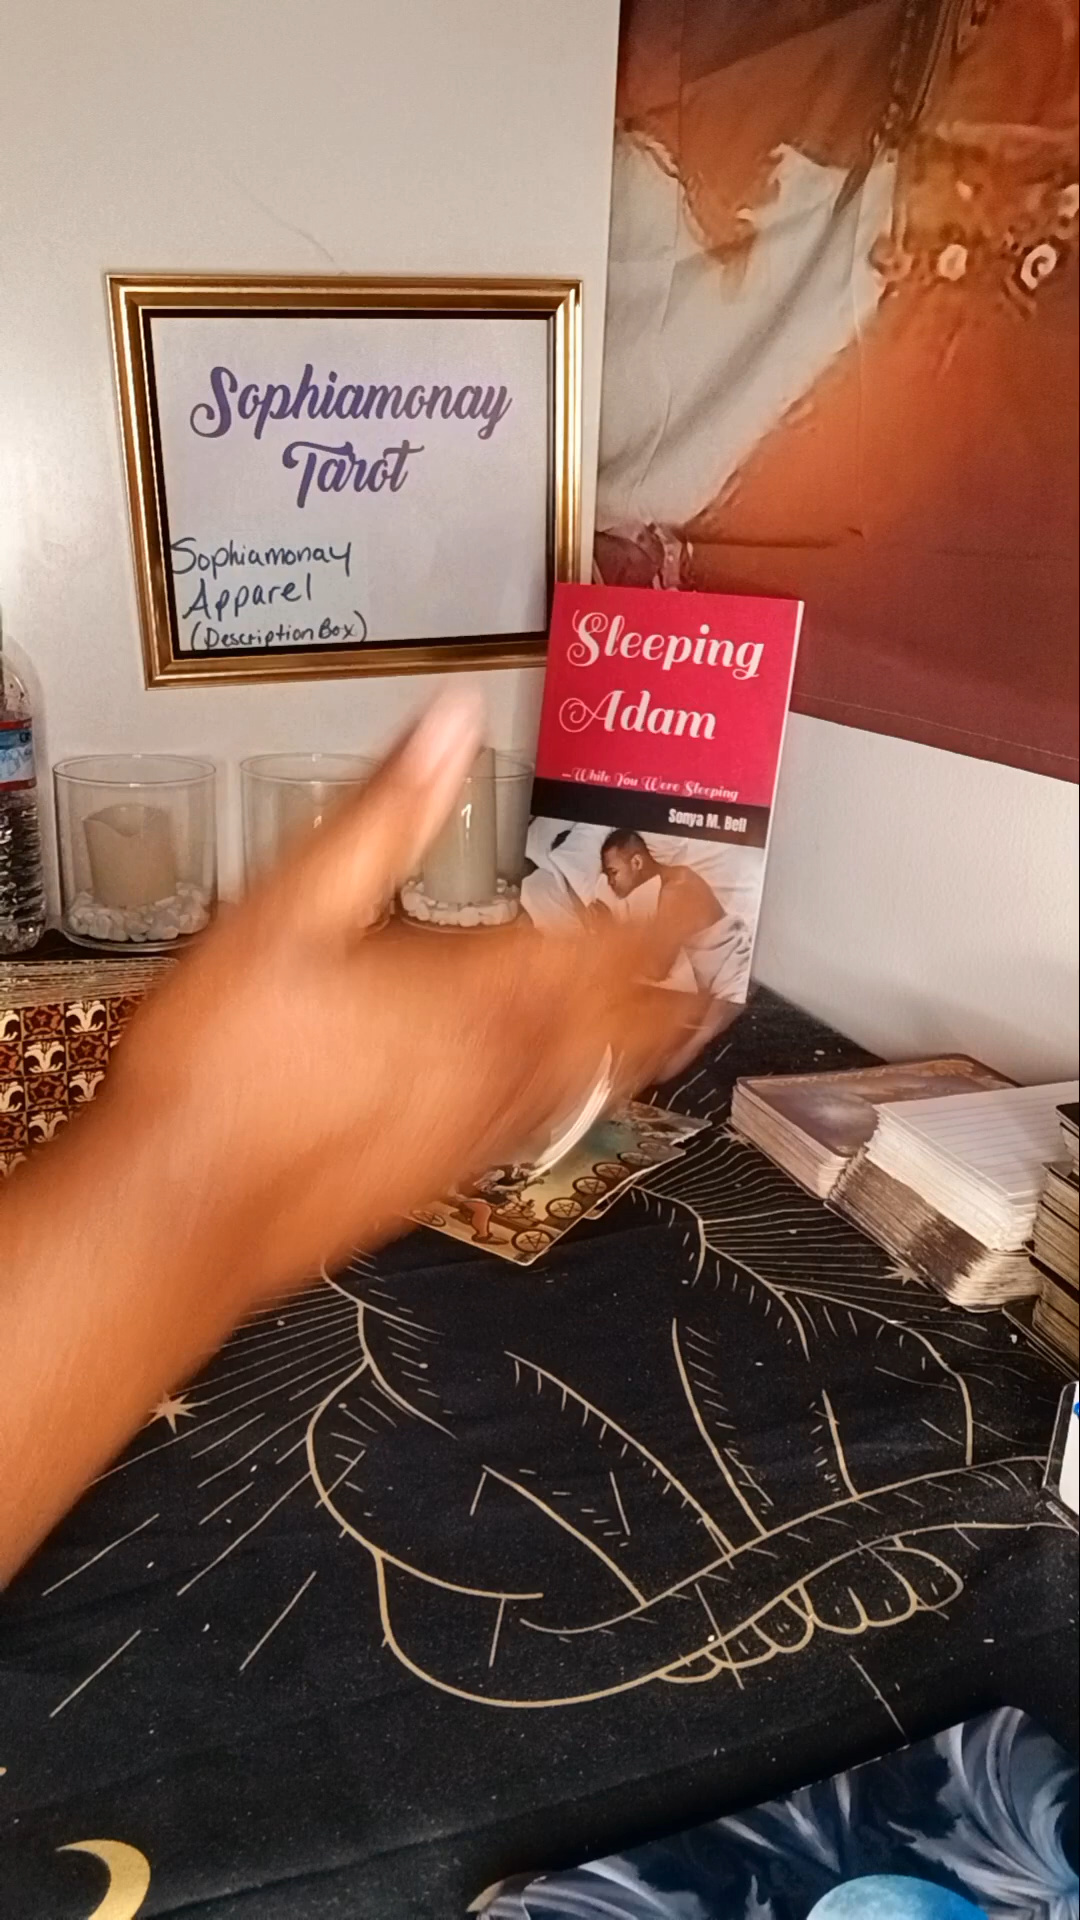 Sophiamonay
Tarot
Sophiamonay
Apparel
(Description Box)
Sleeping
Adam
—While You Were Sleeping
Sonya M. Bell